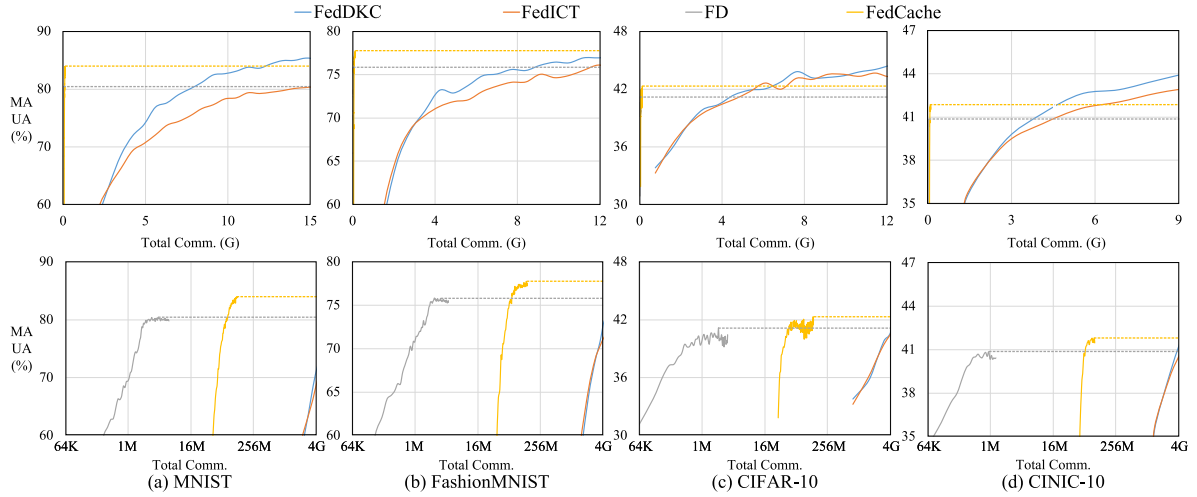 FedDKC FedICT FD FedCache
90 80 78 47
80 75 42 44
MA
UA
(%)
70 70 38 41
65 34 38
60 60 30 35
0 5 10 15 0 4 8 12 0 4 8 12 0 3 6 9
Total Comm. (G) Total Comm. (G) Total Comm. (G) Total Comm. (G)
90 80 48 47
80 75 42 44
MA
UA
(%)
70 70 36 41
65 38
60 60 30 35
64K 1M 16M 256M 4G 64K 1M 16M 256M 4G 64K 1M 16M 256M 4G 64K 1M 16M 256M 4G
Total Comm. Total Comm. Total Comm. Total Comm.
(a) MNIST (b) FashionMNIST (c) CIFAR-10 (d) CINIC-10